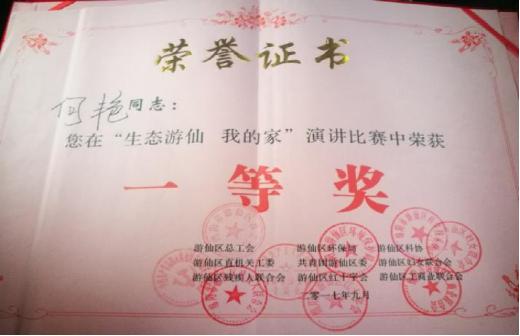 荣誉证书
何艳同志:
您在“生态游仙 我的家”演讲比赛中荣获
一等奖
游仙区总工会 游仙区环保局 游仙区科协
游仙区直机关工委 共青团游仙区委 游仙区妇女联合会
游仙区残疾人联合会 游仙区红十字会 游仙区工商业联合会
二〇一七年九月